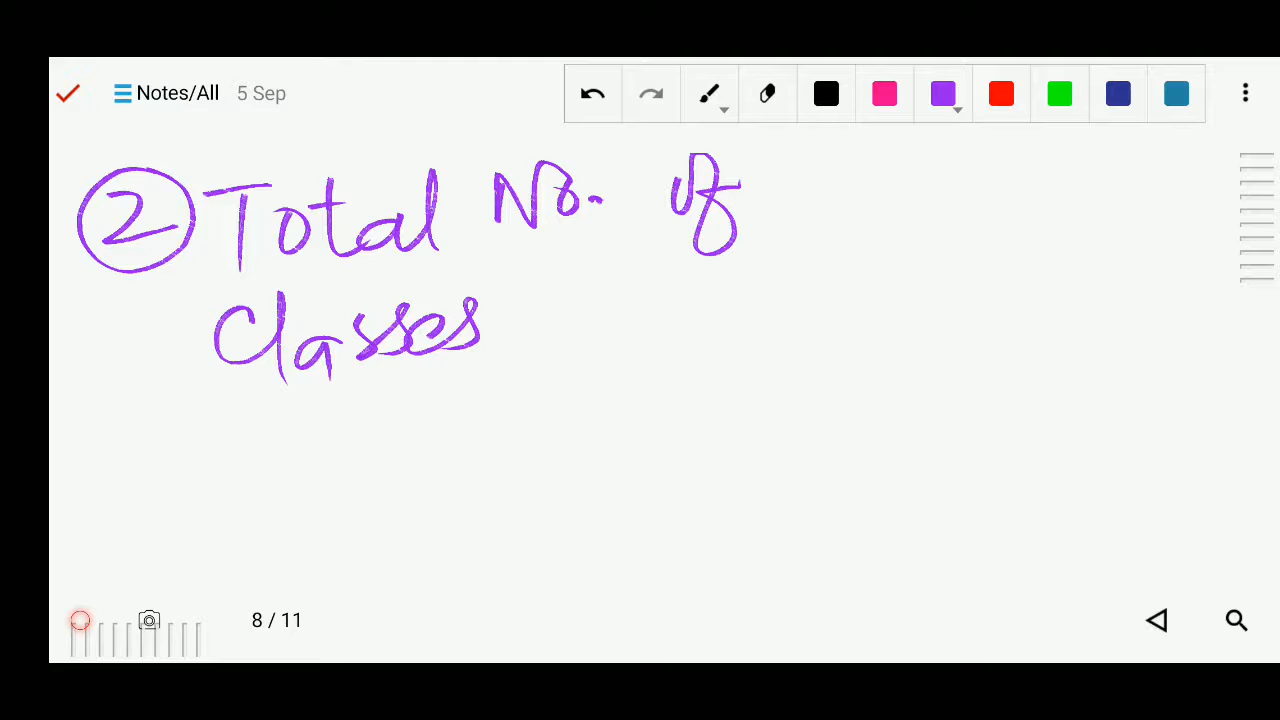 Notes/All 5 Sep
② Total No. of
Classes
8 / 11